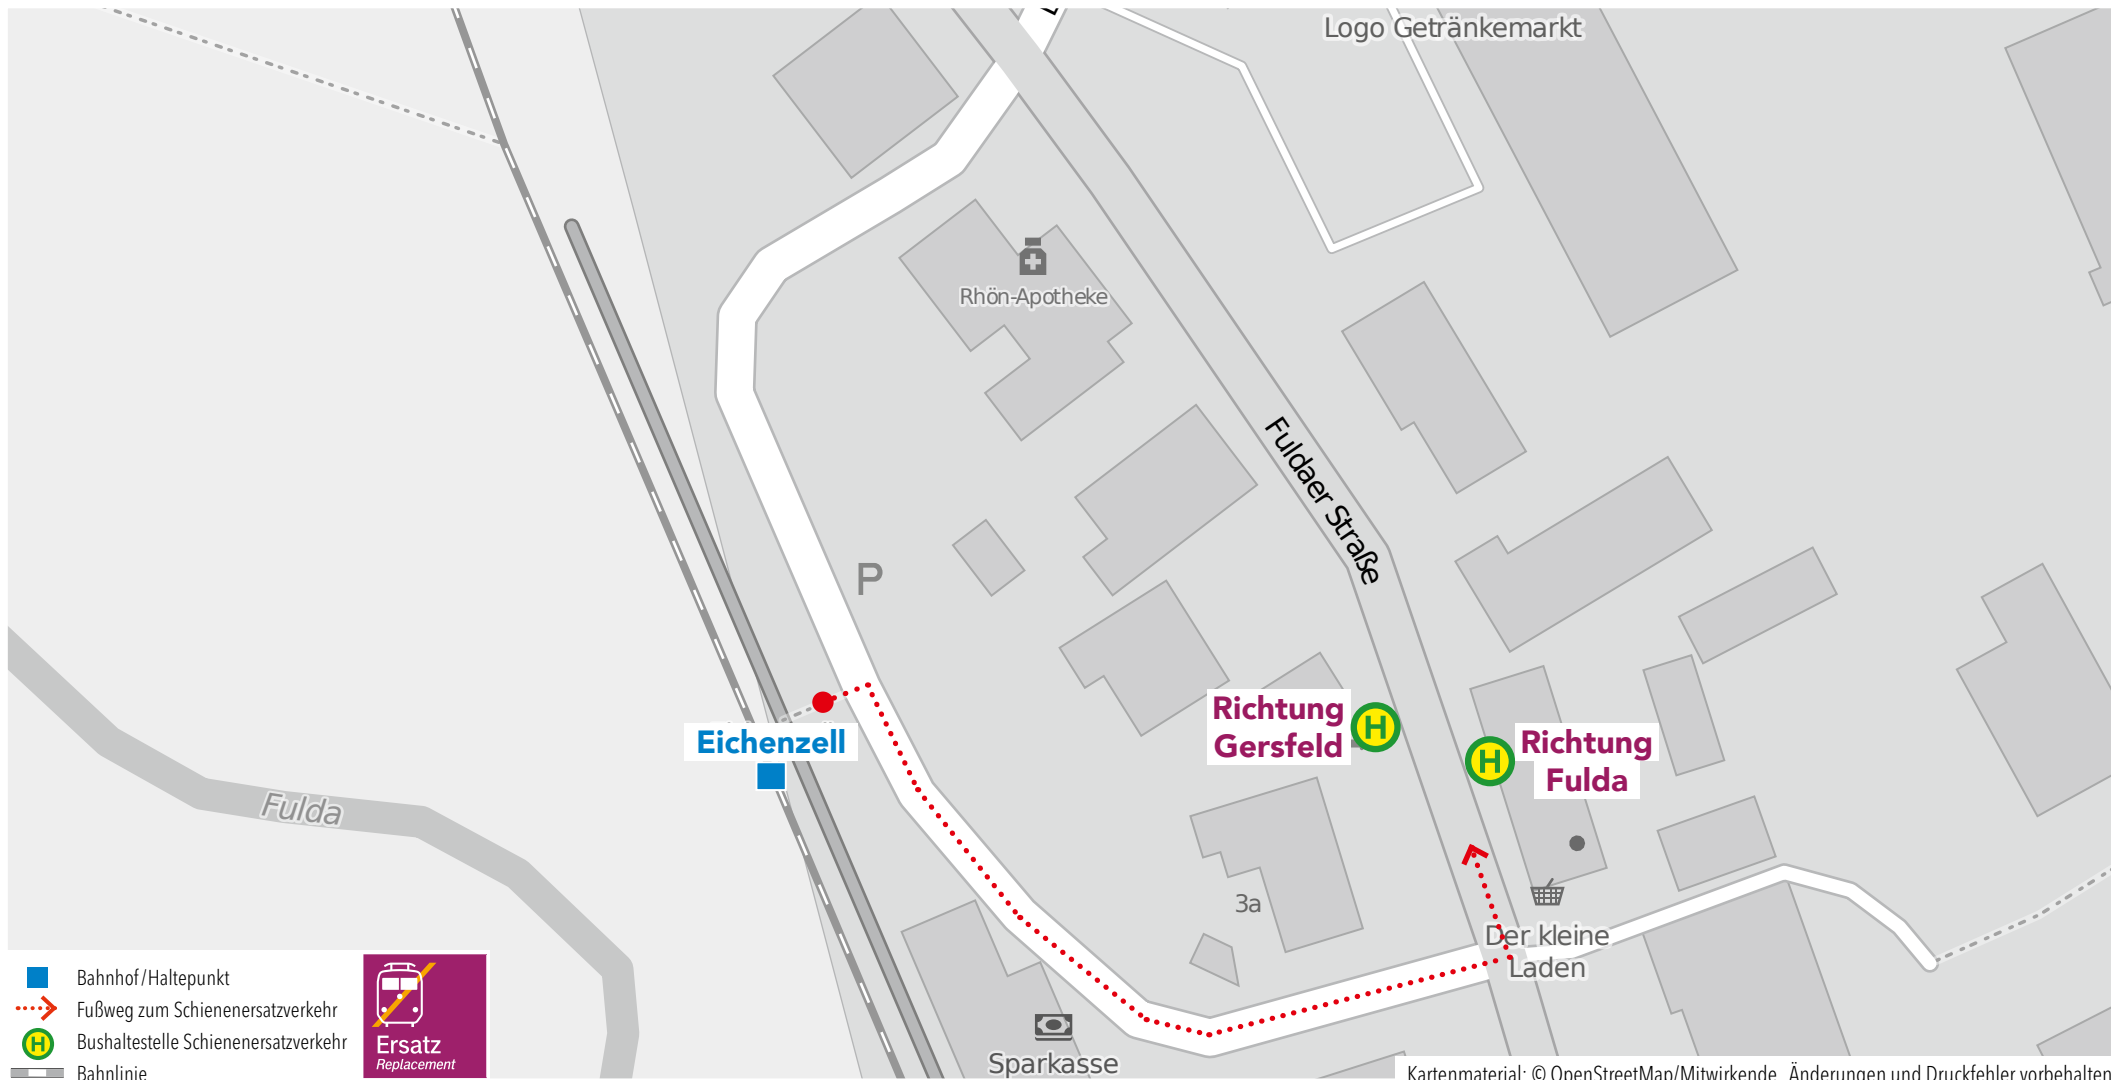 Logo Getränkemarkt
Rhön-Apotheke
Fuldaer Straße
P
Richtung
Gersfeld
H
H
Richtung
Fulda
Eichenzell
Fulda
3a
Der kleine
Laden
Sparkasse
Bahnhof/Haltepunkt
Fußweg zum Schienenersatzverkehr
H
Bushaltestelle Schienenersatzverkehr
Bahnlinie
Ersatz
Replacement
Kartenmaterial: © OpenStreetMap/Mitwirkende, Änderungen und Druckfehler vorbehalten